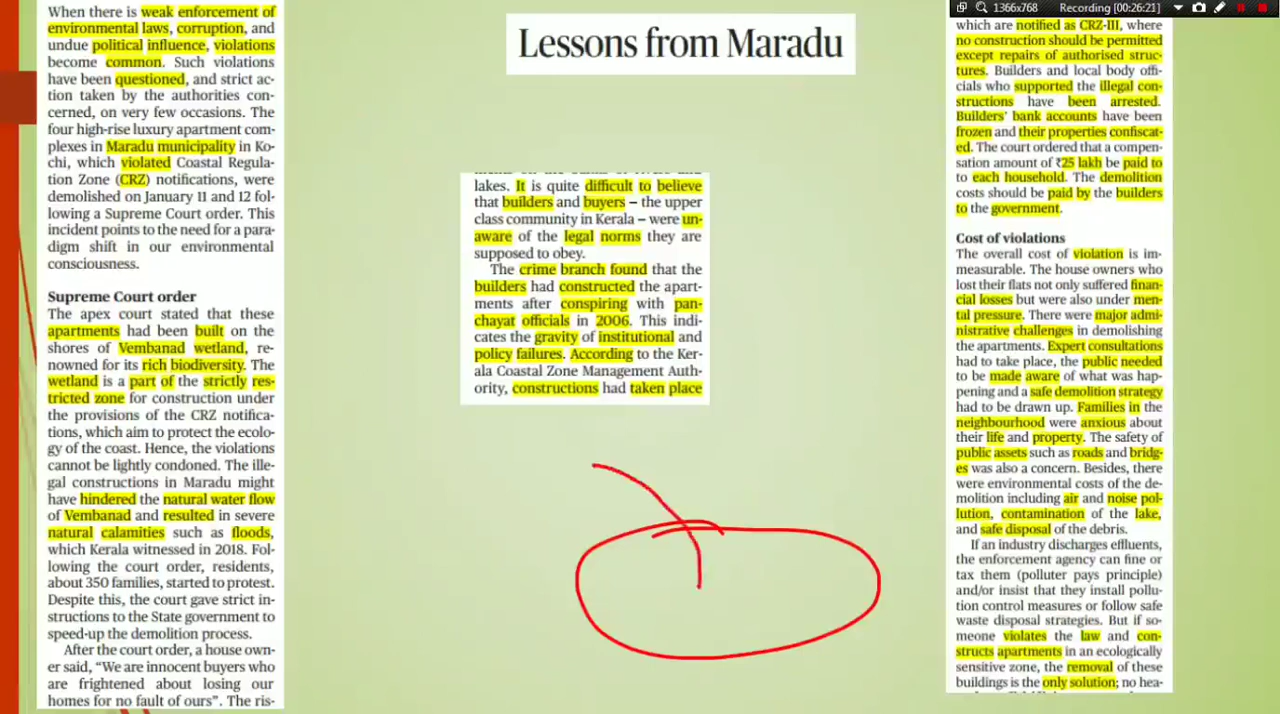 When there is weak enforcement of
environmental laws, corruption, and
undue political influence, violations
become common. Such violations
have been questioned, and strict ac-
tion taken by the authorities con-
cerned, on very few occasions. The
four high-rise luxury apartment com-
plexes in Maradu municipality in Ko-
chi, which violated Coastal Regula-
tion Zone (CRZ) notifications, were
demolished on January 11 and 12 fol-
lowing a Supreme Court order. This
incident points to the need for a para-
digm shift in our environmental
consciousness.
Supreme Court order
The apex court stated that these
apartments had been built on the
shores of Vembanad wetland, re-
nowned for its rich biodiversity. The
wetland is a part of the strictly res-
tricted zone for construction under
the provisions of the CRZ notifica-
tions, which aim to protect the ecolo-
gy of the coast. Hence, the violations
cannot be lightly condoned. The ille-
gal constructions in Maradu might
have hindered the natural water flow
of Vembanad and resulted in severe
natural calamities such as floods,
which Kerala witnessed in 2018. Fol-
lowing the court order, residents,
about 350 families, started to protest.
Despite this, the court gave strict in-
structions to the State government to
speed-up the demolition process.
After the court order, a house own-
er said, “We are innocent buyers who
are frightened about losing our
homes for no fault of ours”. The ris-
Lessons from Maradu
lakes. It is quite difficult to believe
that builders and buyers – the upper
class community in Kerala – were un-
aware of the legal norms they are
supposed to obey.
The crime branch found that the
builders had constructed the apart-
ments after conspiring with pan-
chayat officials in 2006. This indi-
cates the gravity of institutional and
policy failures. According to the Ker-
ala Coastal Zone Management Auth-
ority, constructions had taken place
1366x768 Recording [00:26:21]
which are notified as CRZ-III, where
no construction should be permitted
except repairs of authorised struc-
tures. Builders and local body offi-
cials who supported the illegal con-
structions have been arrested.
Builders’ bank accounts have been
frozen and their properties confiscat-
ed. The court ordered that a compen-
sation amount of ₹25 lakh be paid to
each household. The demolition
costs should be paid by the builders
to the government.
Cost of violations
The overall cost of violation is im-
measurable. The house owners who
lost their flats not only suffered finan-
cial losses but were also under men-
tal pressure. There were major admi-
nistrative challenges in demolishing
the apartments. Expert consultations
had to take place, the public needed
to be made aware of what was hap-
pening and a safe demolition strategy
had to be drawn up. Families in the
neighbourhood were anxious about
their life and property. The safety of
public assets such as roads and bridg-
es was also a concern. Besides, there
were environmental costs of the de-
molition including air and noise pol-
lution, contamination of the lake,
and safe disposal of the debris.
If an industry discharges effluents,
the enforcement agency can fine or
tax them (polluter pays principle)
and/or insist that they install pollu-
tion control measures or follow safe
waste disposal strategies. But if so-
meone violates the law and con-
structs apartments in an ecologically
sensitive zone, the removal of these
buildings is the only solution; no hea-